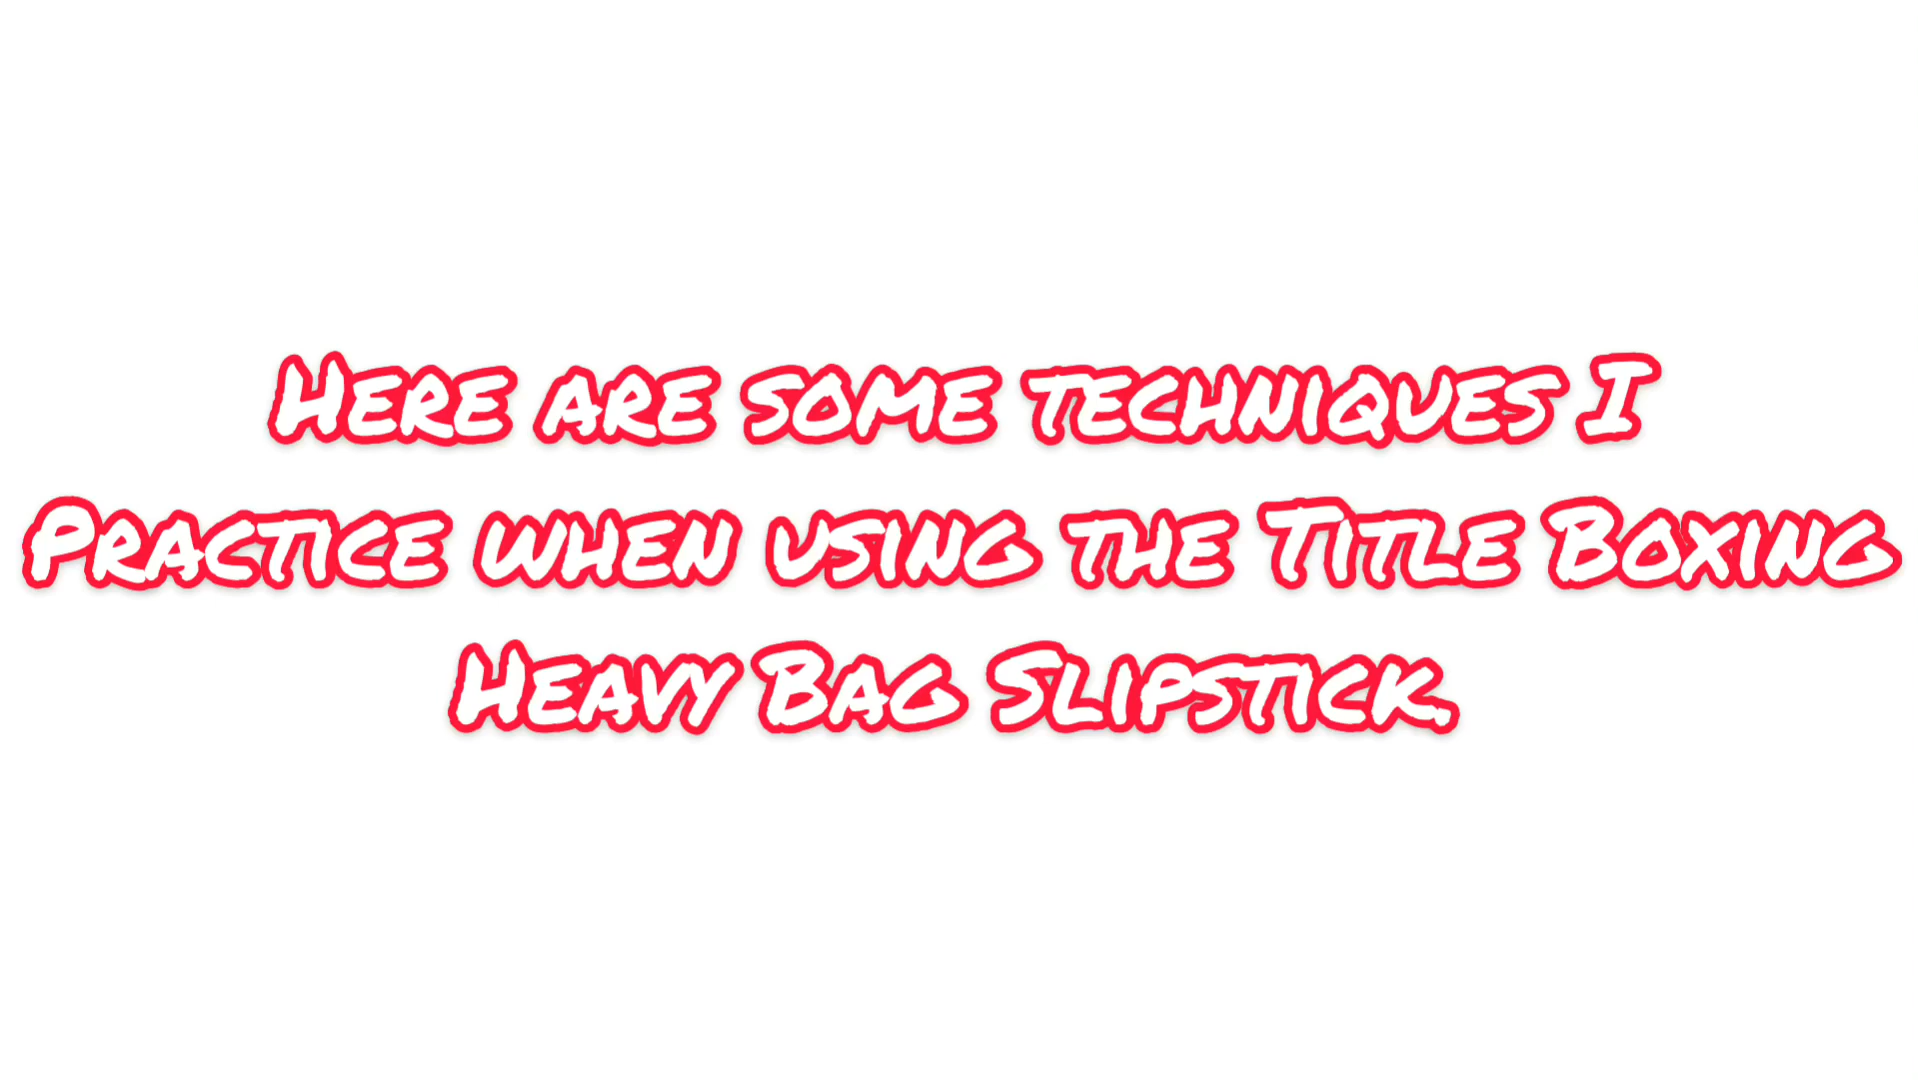 Here are some techniques I
Practice when using the Title Boxing
Heavy Bag Slipstick.